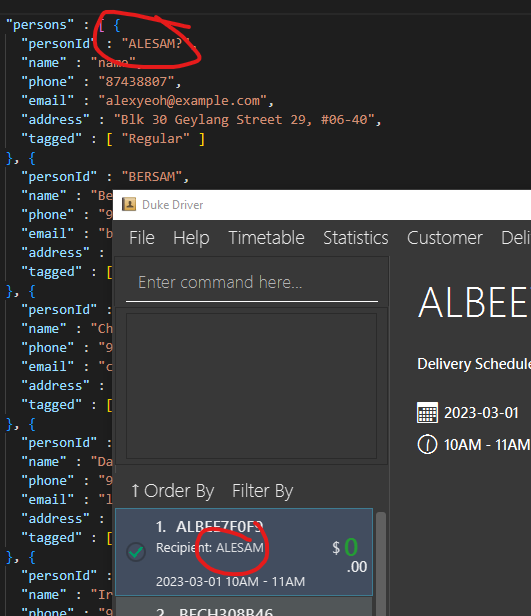 "persons" : [ {
"personId" : "ALESAM?",
"name" : "name",
"phone" : "87438807",
"email" : "alexyeoh@example.com",
"address" : "Blk 30 Geylang Street 29, #06-40",
"tagged" : [ "Regular" ]
}, {
"personId" : "BERSAM",
"name" : "Be
"phone" : "9
"email" : "b
"address" :
"tagged" : [
}, {
"personId" :
"name" : "Ch
"phone" : "9
"email" : "c
"address" :
"tagged" : [
}, {
"personId" :
"name" : "Da
"phone" : "9
"email" : "l
"address" :
"tagged" : [
}, {
"personId" :
"name" : "Ir
Duke Driver
File Help Timetable Statistics Customer Deli
Enter command here...
↑ Order By Filter By
1. ALBEE7F0F9
Recipient: ALESAM
$ 0
.00
2023-03-01 10AM - 11AM
2. BECH308B46
ALBEE
Delivery Schedule
2023-03-01
10AM - 11AM